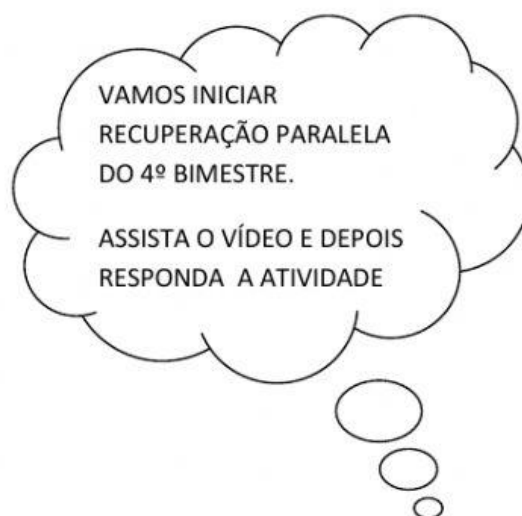 VAMOS INICIAR
RECUPERAÇÃO PARALELA
DO 4º BIMESTRE.
ASSISTA O VÍDEO E DEPOIS
RESPONDA A ATIVIDADE